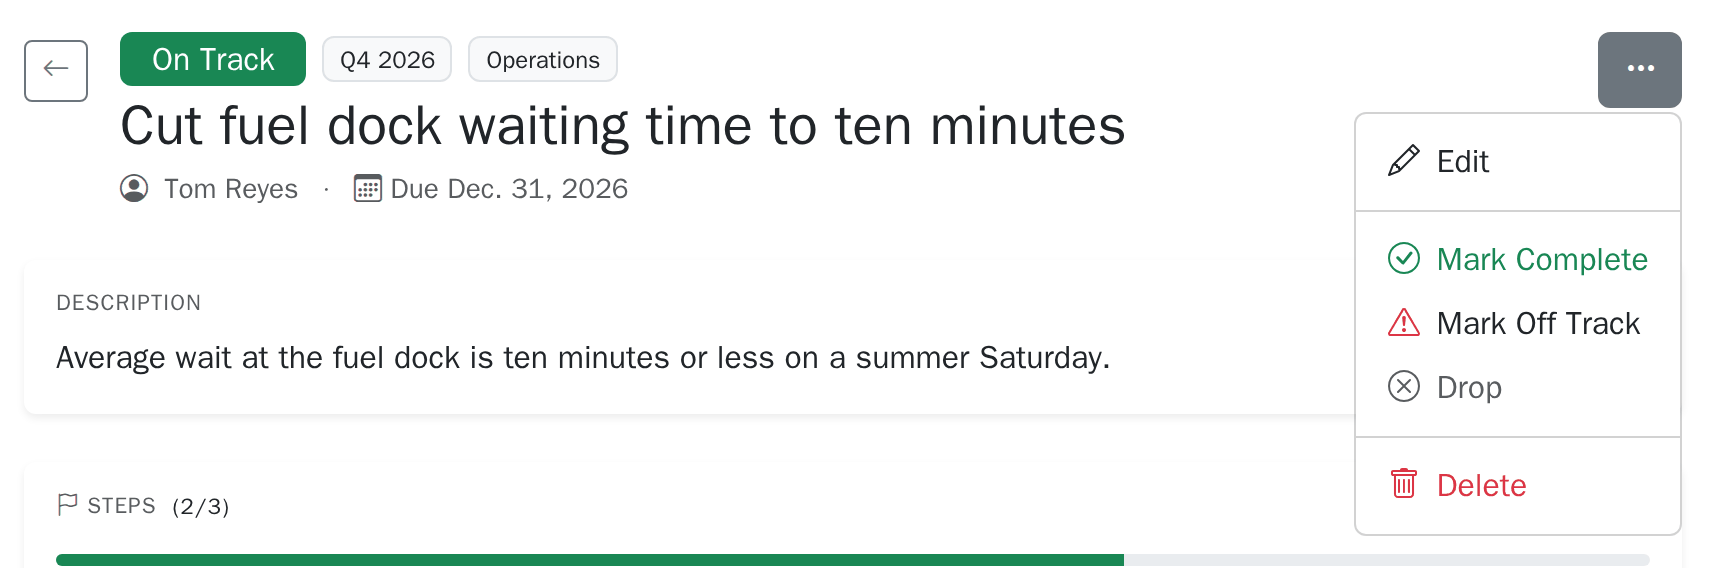 On Track
Q4 2026
Operations
Cut fuel dock waiting time to ten minutes
Tom Reyes · Due Dec. 31, 2026
Edit
Mark Complete
Mark Off Track
Drop
Delete
DESCRIPTION
Average wait at the fuel dock is ten minutes or less on a summer Saturday.
STEPS (2/3)